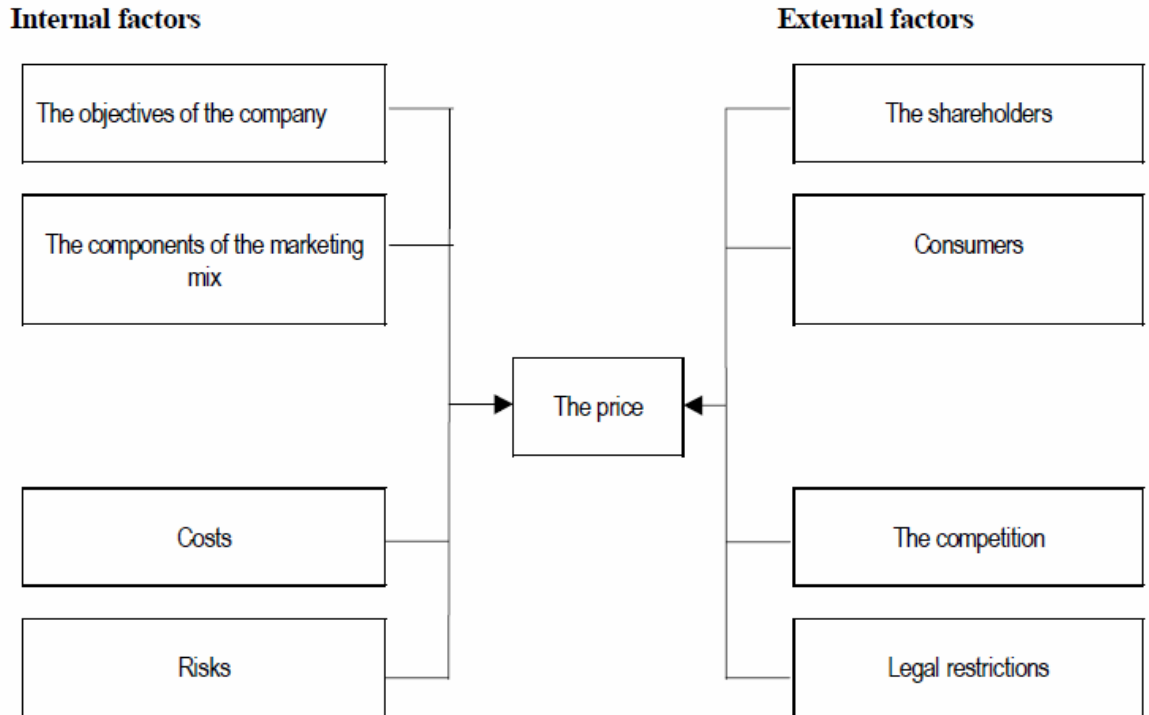 Internal factors
External factors
The objectives of the company
The shareholders
The components of the marketing
mix
Consumers
The price
Costs
The competition
Risks
Legal restrictions